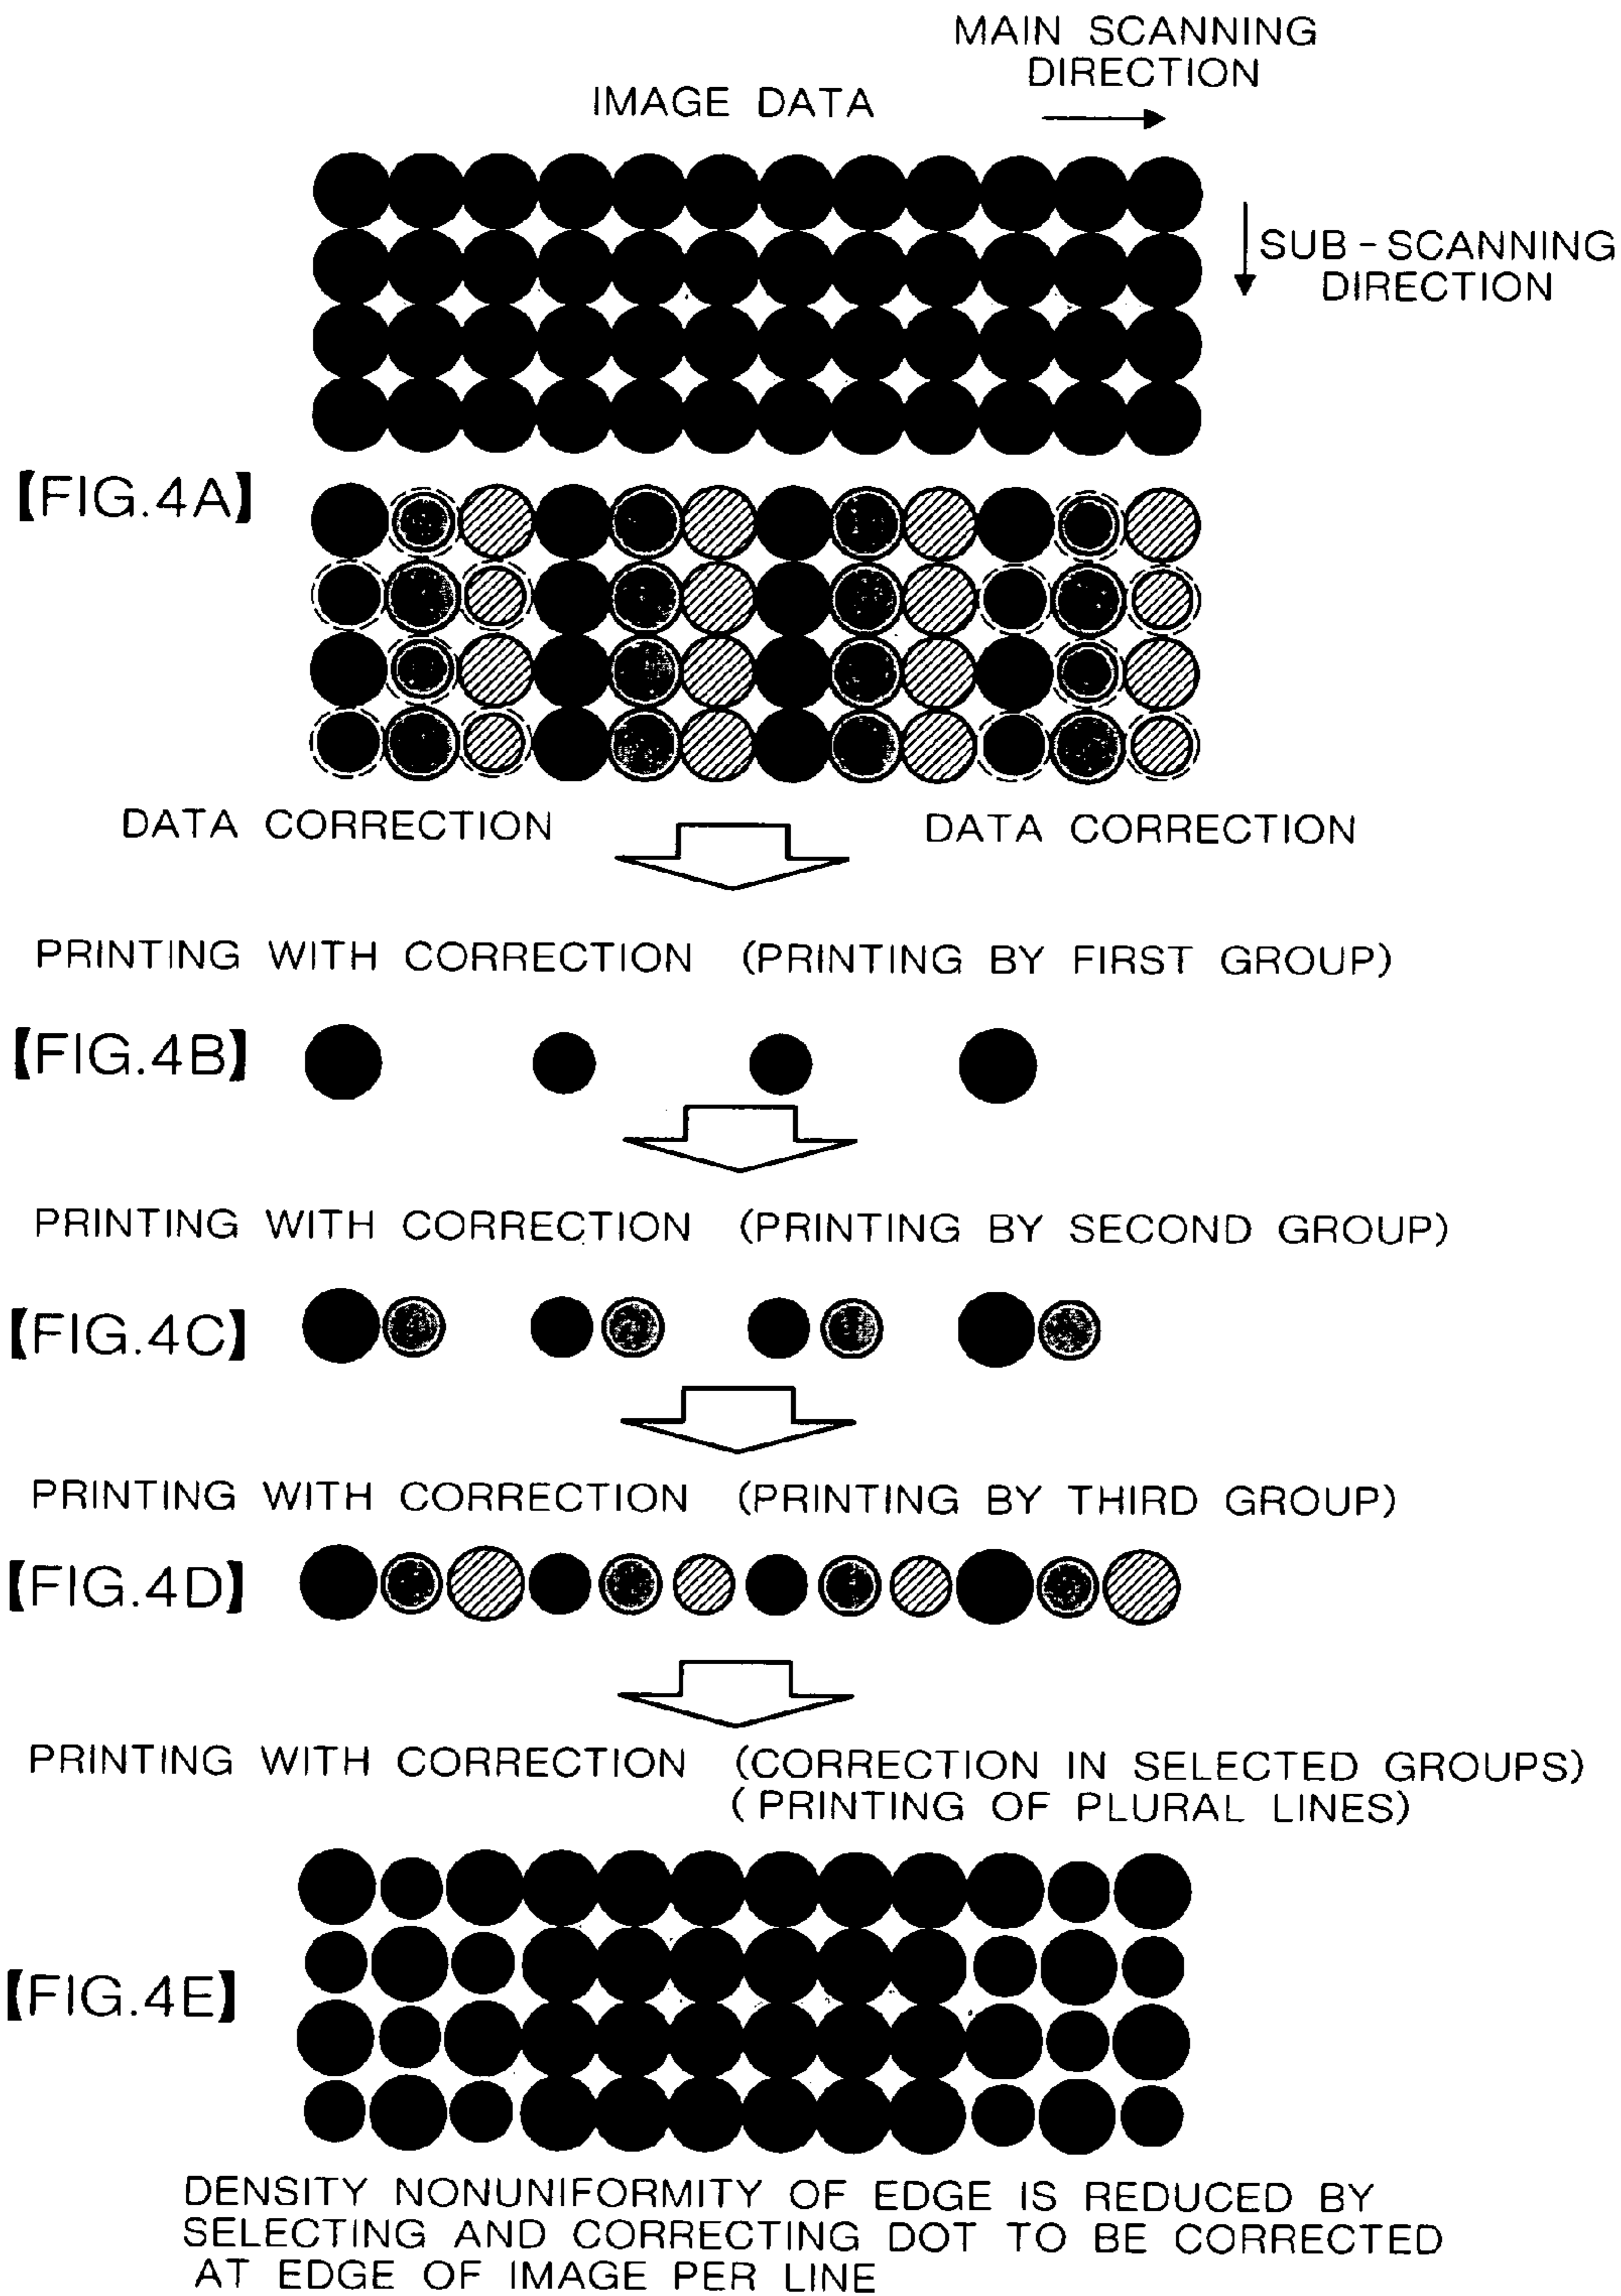 MAIN SCANNING
DIRECTION
IMAGE DATA
SUB-SCANNING
DIRECTION
【FIG.4A】
DATA CORRECTION
DATA CORRECTION
PRINTING WITH CORRECTION (PRINTING BY FIRST GROUP)
【FIG.4B】
PRINTING WITH CORRECTION (PRINTING BY SECOND GROUP)
【FIG.4C】
PRINTING WITH CORRECTION (PRINTING BY THIRD GROUP)
【FIG.4D】
PRINTING WITH CORRECTION (CORRECTION IN SELECTED GROUPS)
(PRINTING OF PLURAL LINES)
【FIG.4E】
DENSITY NONUNIFORMITY OF EDGE IS REDUCED BY
SELECTING AND CORRECTING DOT TO BE CORRECTED
AT EDGE OF IMAGE PER LINE